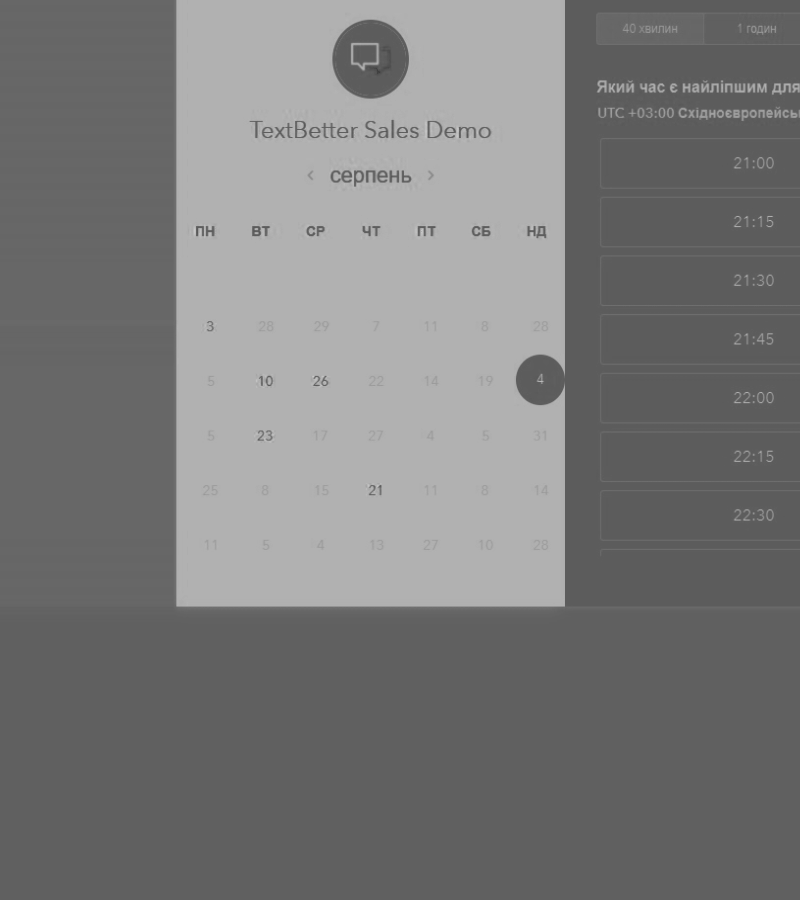 TextBetter Sales Demo
‹ серпень ›
ПН ВТ СР ЧТ ПТ СБ НД
3 28 29 7 11 8 28
5 10 26 22 14 19 4
5 23 17 27 4 5 31
25 8 15 21 11 8 14
11 5 4 13 27 10 28
40 хвилин 1 годин
Який час є найліпшим для
UTC +03:00 Східноєвропейсь
21:00
21:15
21:30
21:45
22:00
22:15
22:30